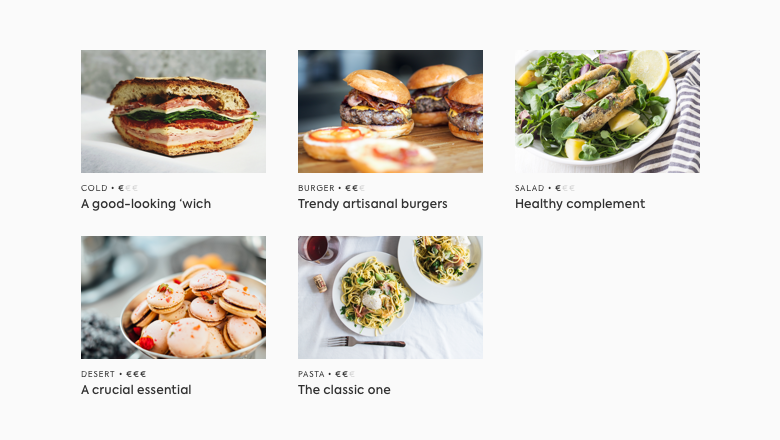 COLD • €€€
A good-looking ‘wich
BURGER • €€€
Trendy artisanal burgers
SALAD • €€€
Healthy complement
DESERT • €€€
A crucial essential
PASTA • €€€
The classic one